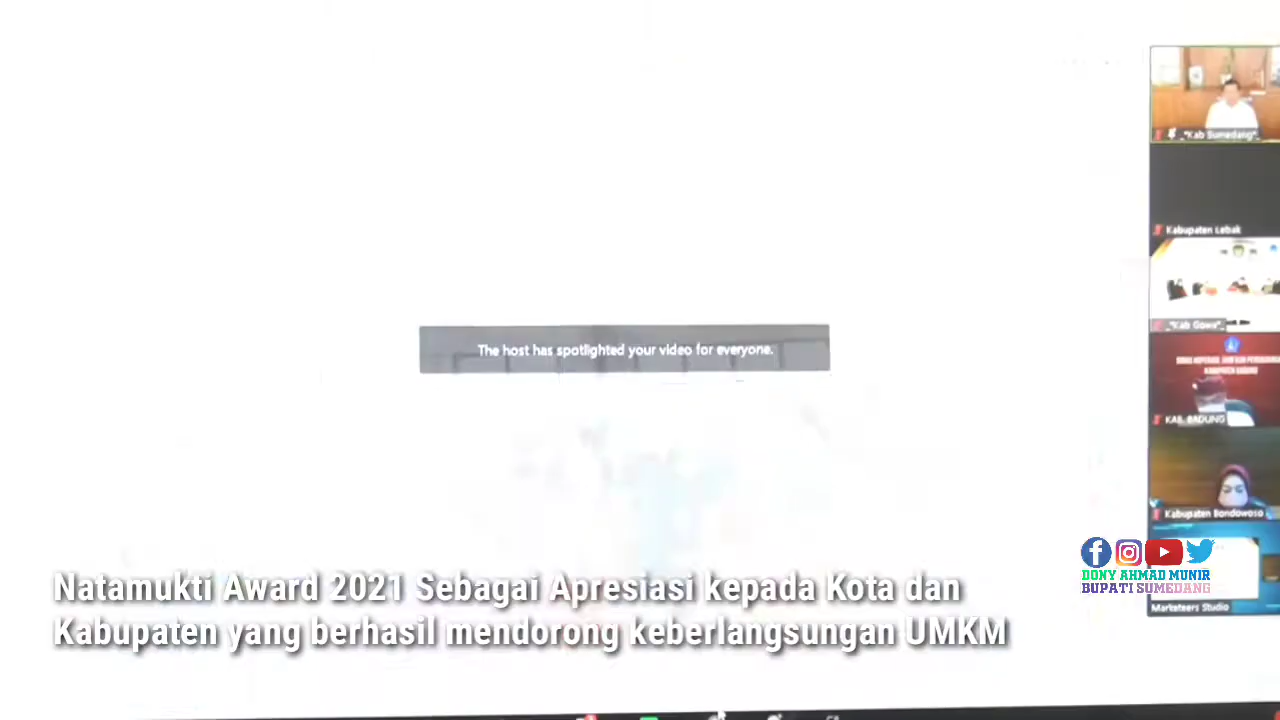 "Kab Sumedang"
Kabupaten Lebak
The host has spotlighted your video for everyone.
"Kab Gowa"
KABUPATEN BADUNG
KAB. BADUNG
Kabupaten Bondowoso
DONY AHMAD MUNIR
BUPATI SUMEDANG
Marketeers Studio
Natamukti Award 2021 Sebagai Apresiasi kepada Kota dan
Kabupaten yang berhasil mendorong keberlangsungan UMKM